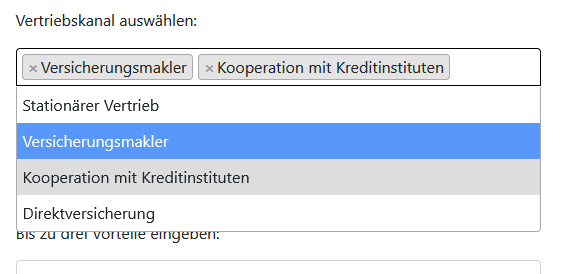 Vertriebskanal auswählen:
× Versicherungsmakler × Kooperation mit Kreditinstituten
Stationärer Vertrieb
Versicherungsmakler
Kooperation mit Kreditinstituten
Direktversicherung
Bis zu drei Vorteile eingeben: